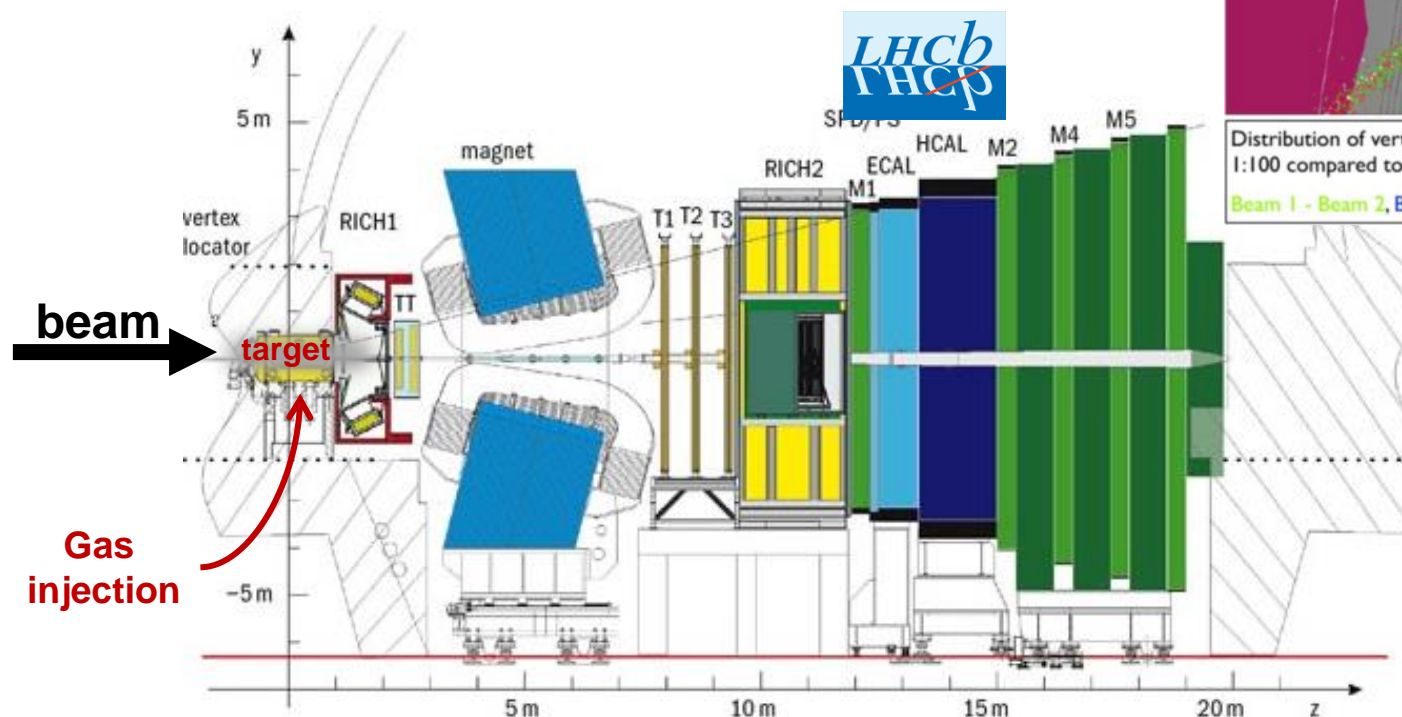 LHCb
LHCb
y
5 m
magnet
SPD/PS
HCAL
M2
M4
M5
RICH2
ECAL
M1
Distribution of vert
1:100 compared to
Beam 1 - Beam 2, B
vertex
locator
RICH1
T1
T2
T3
TT
beam
target
Gas
injection
−5 m
5 m
10 m
15 m
20 m
z